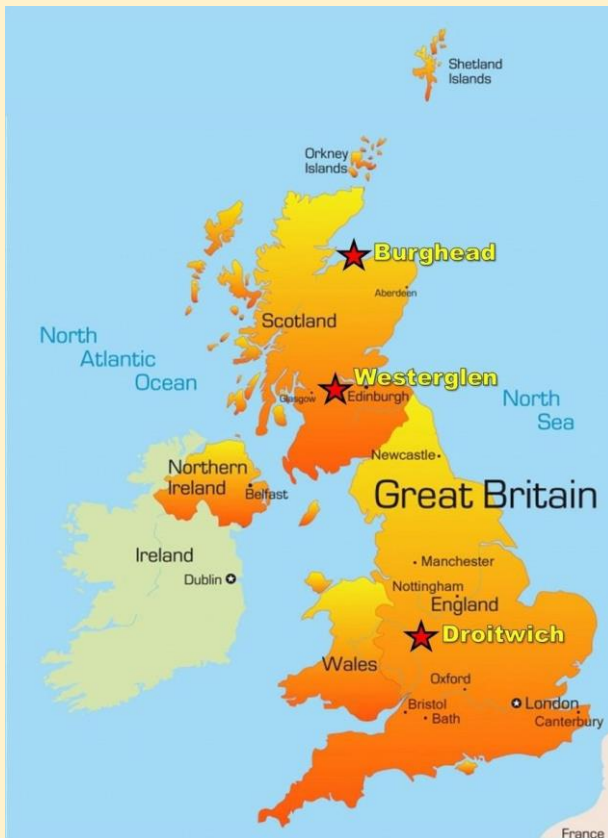 Shetland
Islands
Orkney
Islands
Burghead
Aberdeen
Scotland
North
Atlantic
Ocean
Westerglen
Glasgow
Edinburgh
North
Sea
Newcastle
Northern
Ireland
Belfast
Great Britain
Ireland
Dublin
Manchester
Nottingham
England
Droitwich
Wales
Oxford
Bristol
London
Bath
Canterbury
France